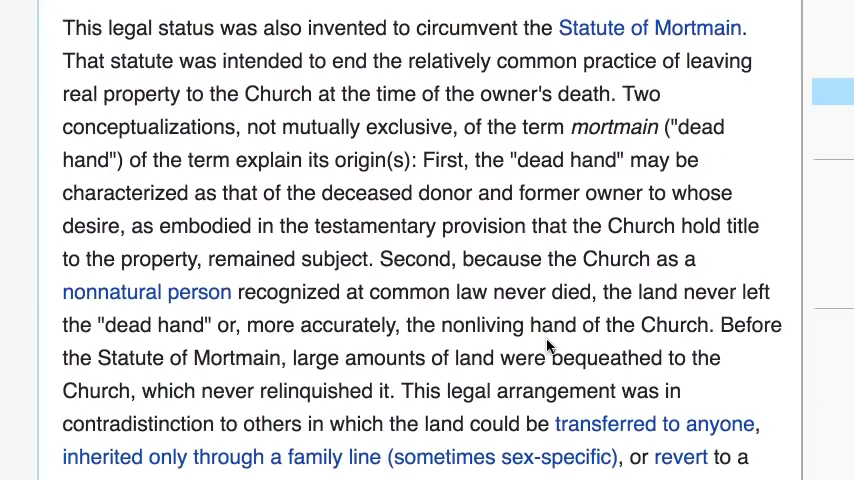 This legal status was also invented to circumvent the Statute of Mortmain.
That statute was intended to end the relatively common practice of leaving
real property to the Church at the time of the owner's death. Two
conceptualizations, not mutually exclusive, of the term mortmain ("dead
hand") of the term explain its origin(s): First, the "dead hand" may be
characterized as that of the deceased donor and former owner to whose
desire, as embodied in the testamentary provision that the Church hold title
to the property, remained subject. Second, because the Church as a
nonnatural person recognized at common law never died, the land never left
the "dead hand" or, more accurately, the nonliving hand of the Church. Before
the Statute of Mortmain, large amounts of land were bequeathed to the
Church, which never relinquished it. This legal arrangement was in
contradistinction to others in which the land could be transferred to anyone,
inherited only through a family line (sometimes sex-specific), or revert to a